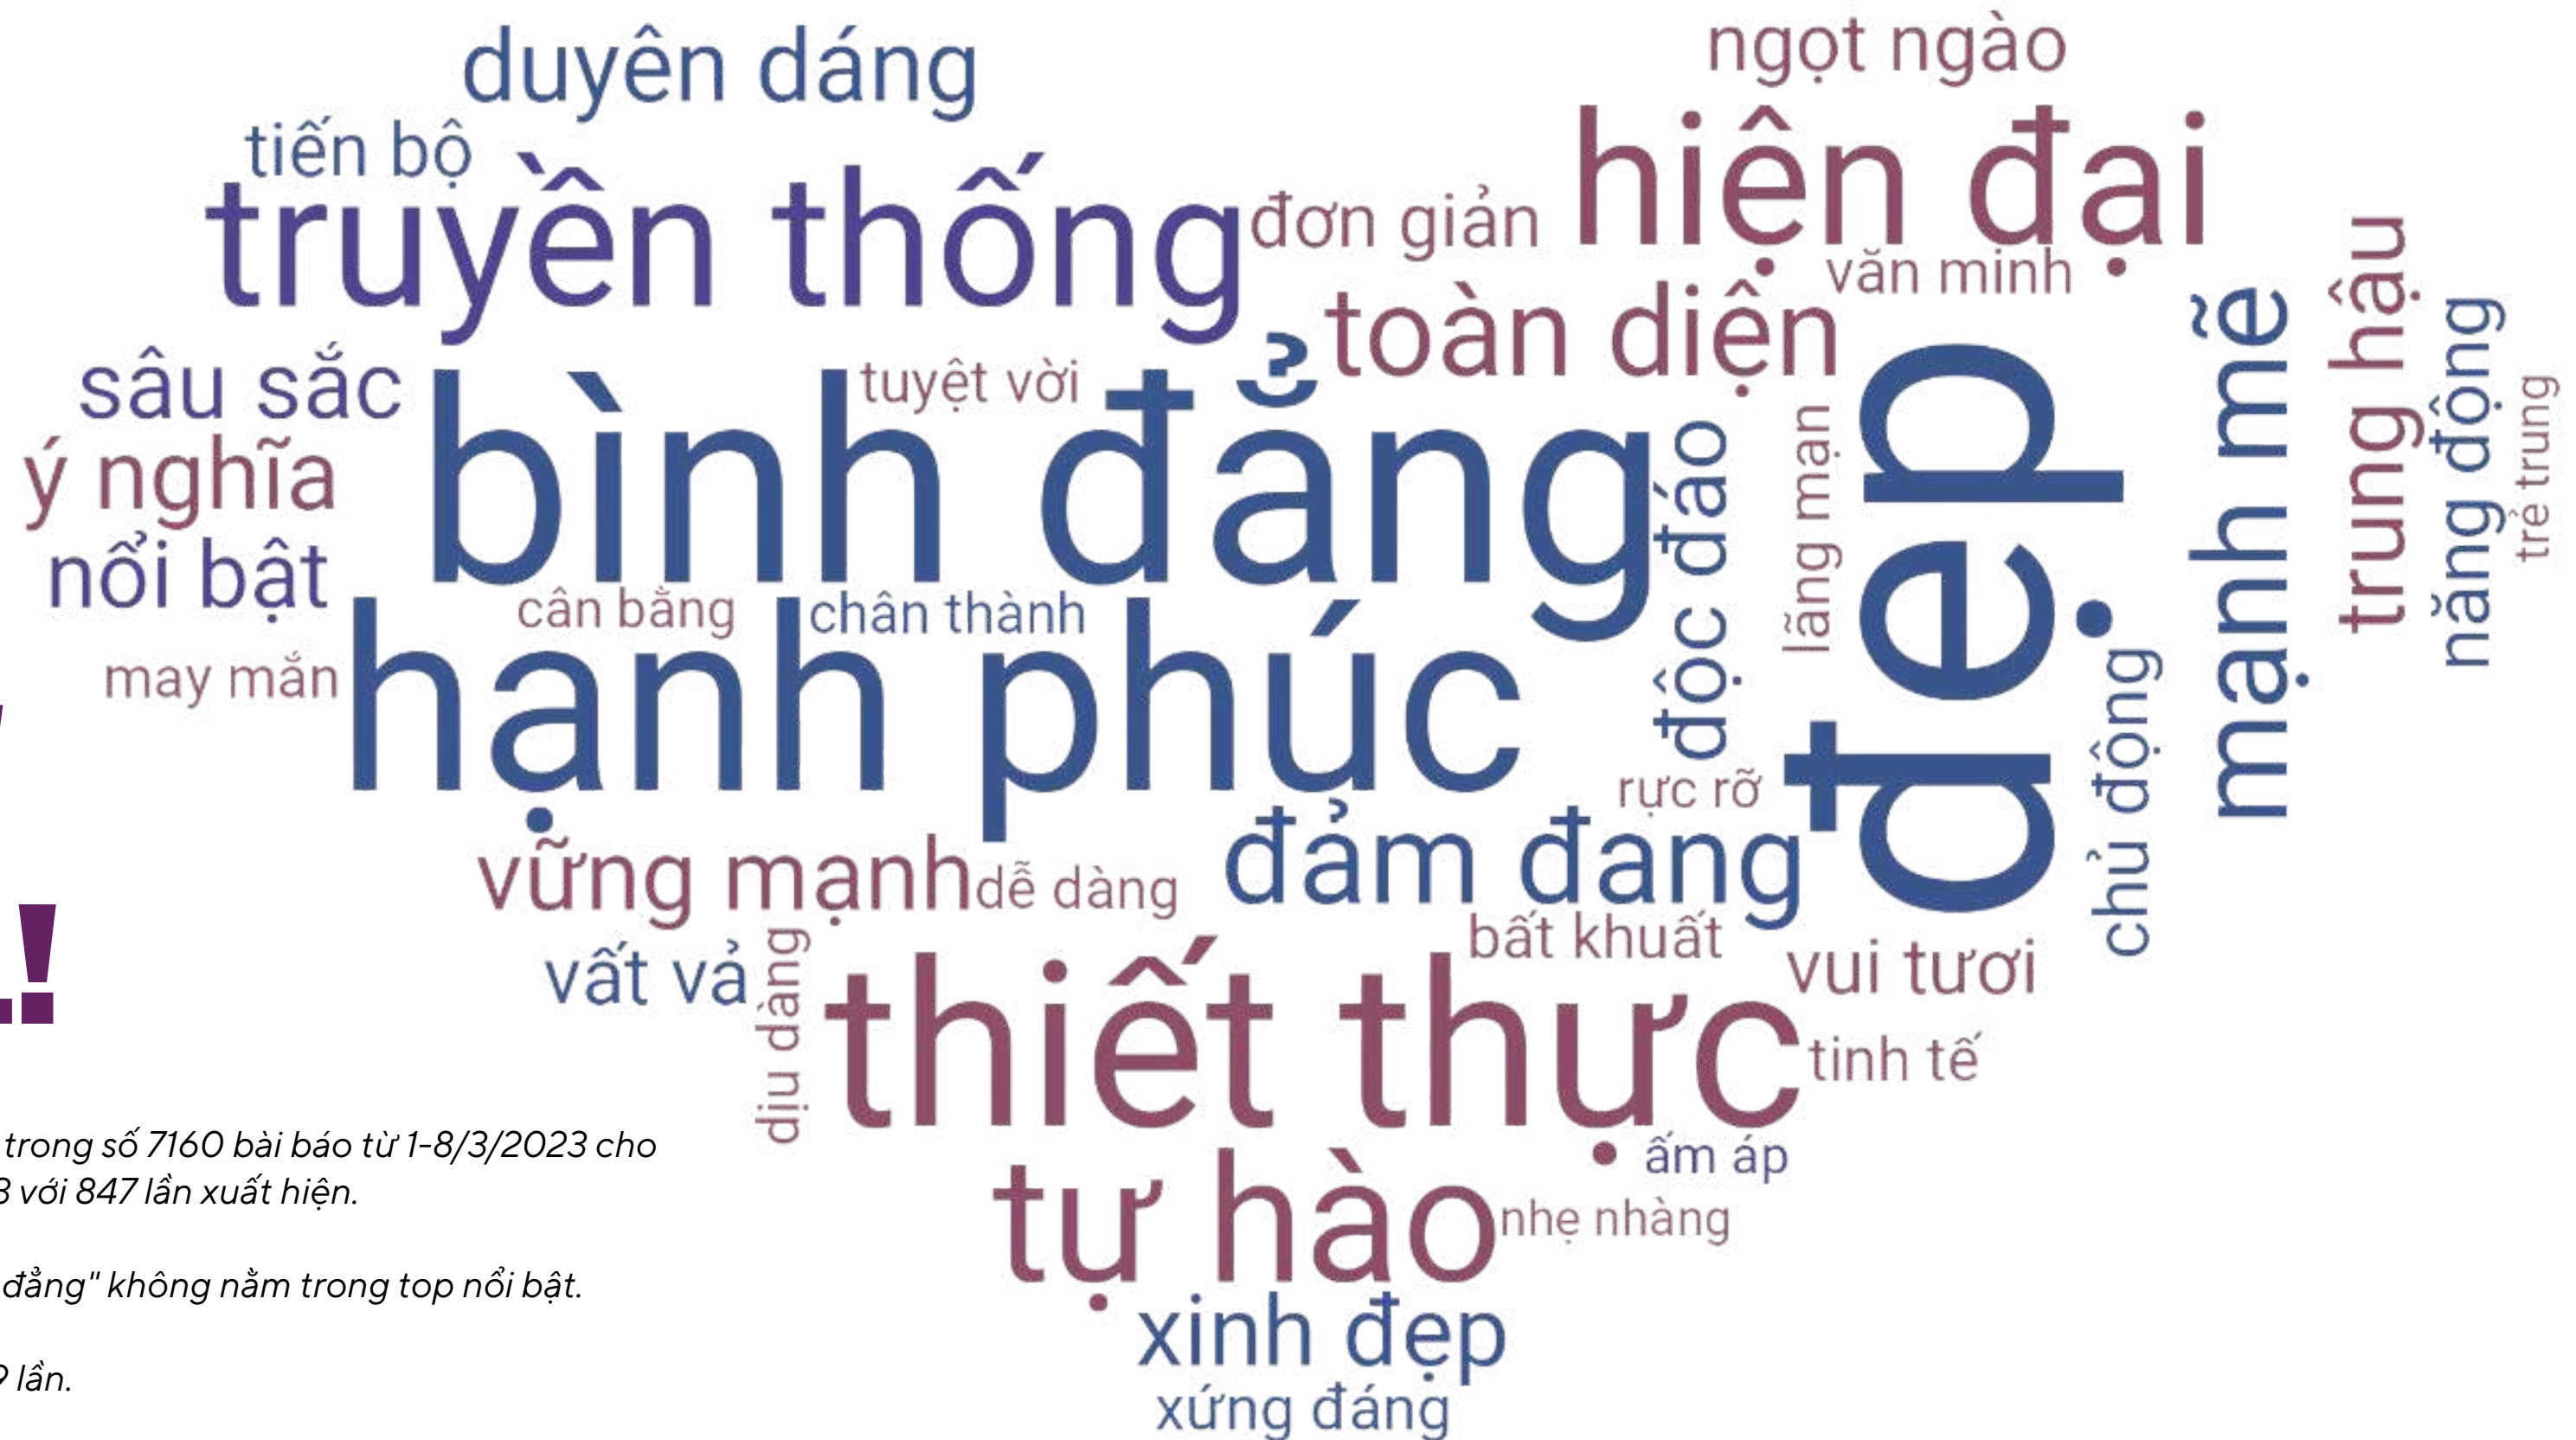 duyên dáng
ngọt ngào
tiến bộ
hiện đại
truyền thống
đơn giản
văn minh
toàn diện
mạnh mẽ
trung hậu
năng động
trẻ trung
sâu sắc
tuyệt vời
bình đẳng
ý nghĩa
độc đáo
lãng mạn
đẹp
nổi bật
cân bằng
chân thành
may mắn
hạnh phúc
chủ động
rực rỡ
vững mạnh
dễ dàng
đảm đang
bất khuất
vất vả
dịu dàng
thiết thực
vui tươi
tinh tế
ấm áp
tự hào
nhẹ nhàng
xinh đẹp
xứng đáng
!
trong số 7160 bài báo từ 1-8/3/2023 cho
với 847 lần xuất hiện.
đẳng" không nằm trong top nổi bật.
lần.